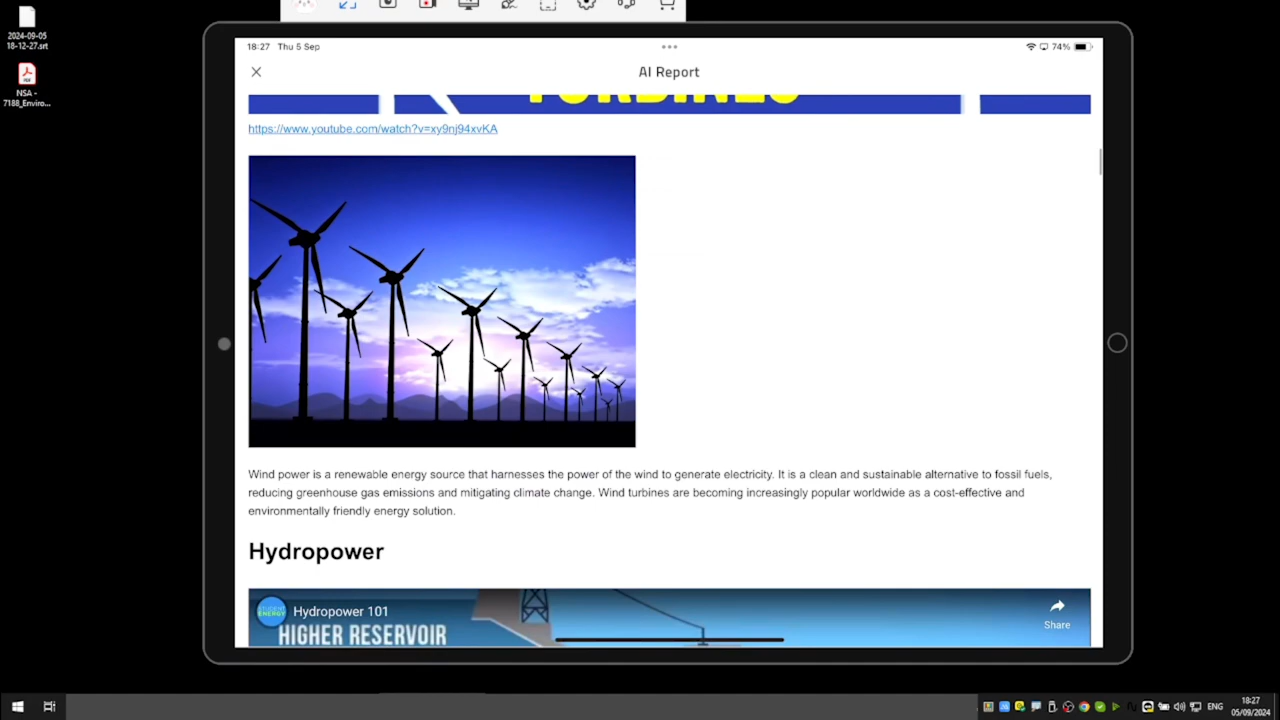 2024-09-05
18-12-27.srt
NSA -
7188_Enviro...
18:27 Thu 5 Sep
74%
AI Report
TURBINES
https://www.youtube.com/watch?v=xy9nj94xvKA
Wind power is a renewable energy source that harnesses the power of the wind to generate electricity. It is a clean and sustainable alternative to fossil fuels,
reducing greenhouse gas emissions and mitigating climate change. Wind turbines are becoming increasingly popular worldwide as a cost-effective and
environmentally friendly energy solution.
Hydropower
STUDENT
ENERGY
Hydropower 101
Share
HIGHER RESERVOIR
ENG
18:27
05/09/2024